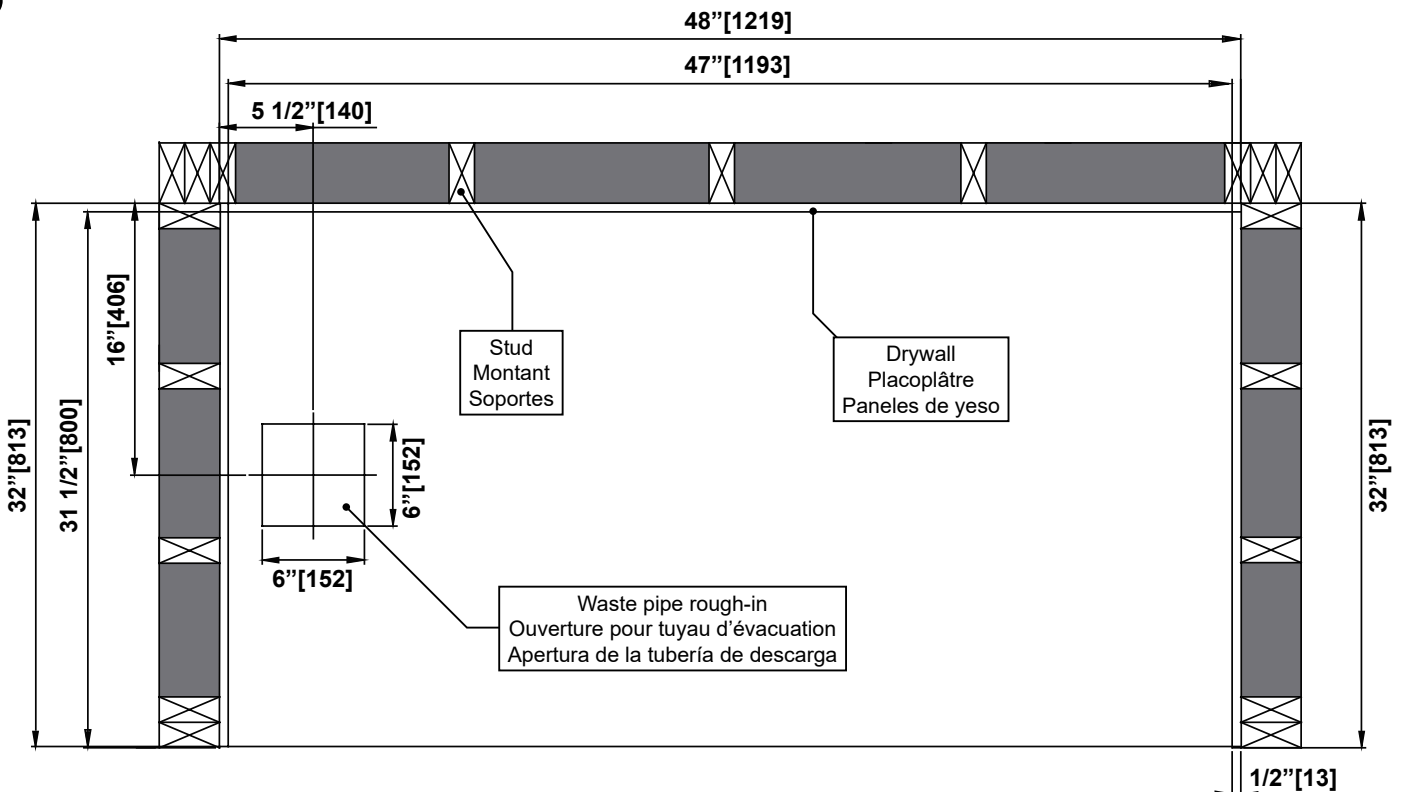 48”[1219]
47”[1193]
5 1/2”[140]
16”[406]
31 1/2”[800]
32”[813]
Stud
Montant
Soportes
Drywall
Placoplâtre
Paneles de yeso
6”[152]
6”[152]
32”[813]
Waste pipe rough-in
Ouverture pour tuyau d’évacuation
Apertura de la tubería de descarga
1/2”[13]